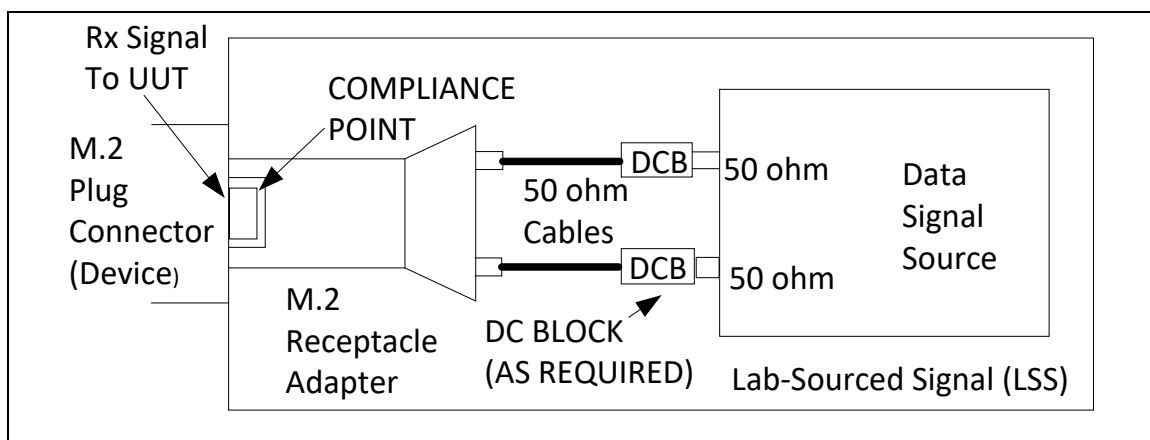 Rx Signal
To UUT
COMPLIANCE
POINT
M.2
Plug
Connector
(Device)
DCB
50 ohm
50 ohm
Cables
Data
Signal
Source
DCB
50 ohm
M.2
Receptacle
Adapter
DC BLOCK
(AS REQUIRED)
Lab-Sourced Signal (LSS)